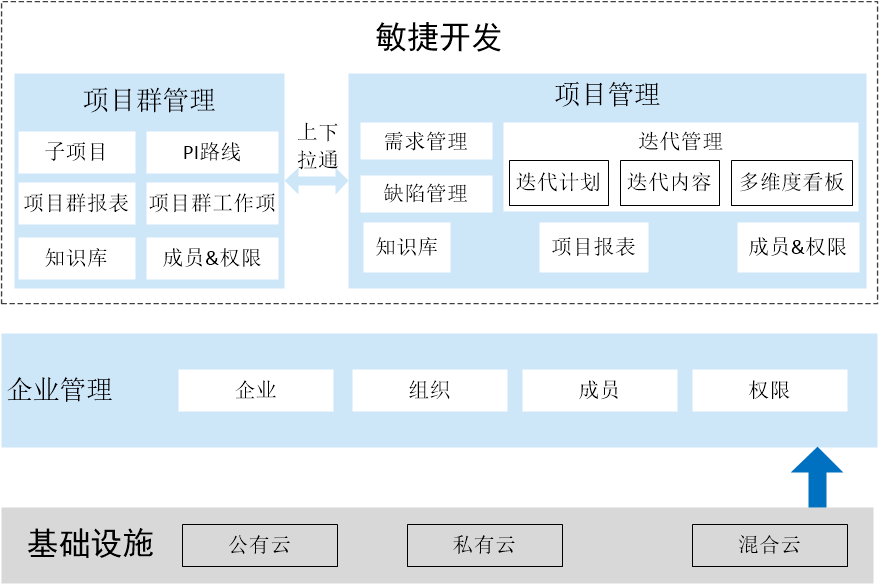 敏捷开发
项目群管理
子项目
PI路线
项目群报表
项目群工作项
知识库
成员&权限
上下
拉通
项目管理
需求管理
缺陷管理
迭代管理
迭代计划
迭代内容
多维度看板
知识库
项目报表
成员&权限
企业管理
企业
组织
成员
权限
基础设施
公有云
私有云
混合云